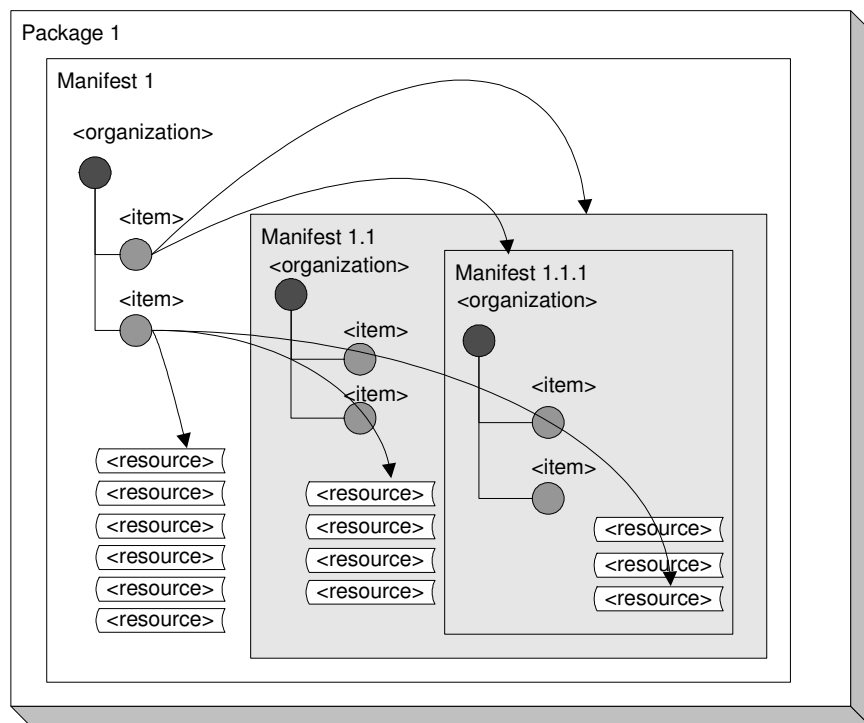 Package 1
Manifest 1
<organization>
<item>
<item>
<resource>
<resource>
<resource>
<resource>
<resource>
<resource>
Manifest 1.1
<organization>
<item>
<item>
<resource>
<resource>
<resource>
<resource>
Manifest 1.1.1
<organization>
<item>
<item>
<resource>
<resource>
<resource>